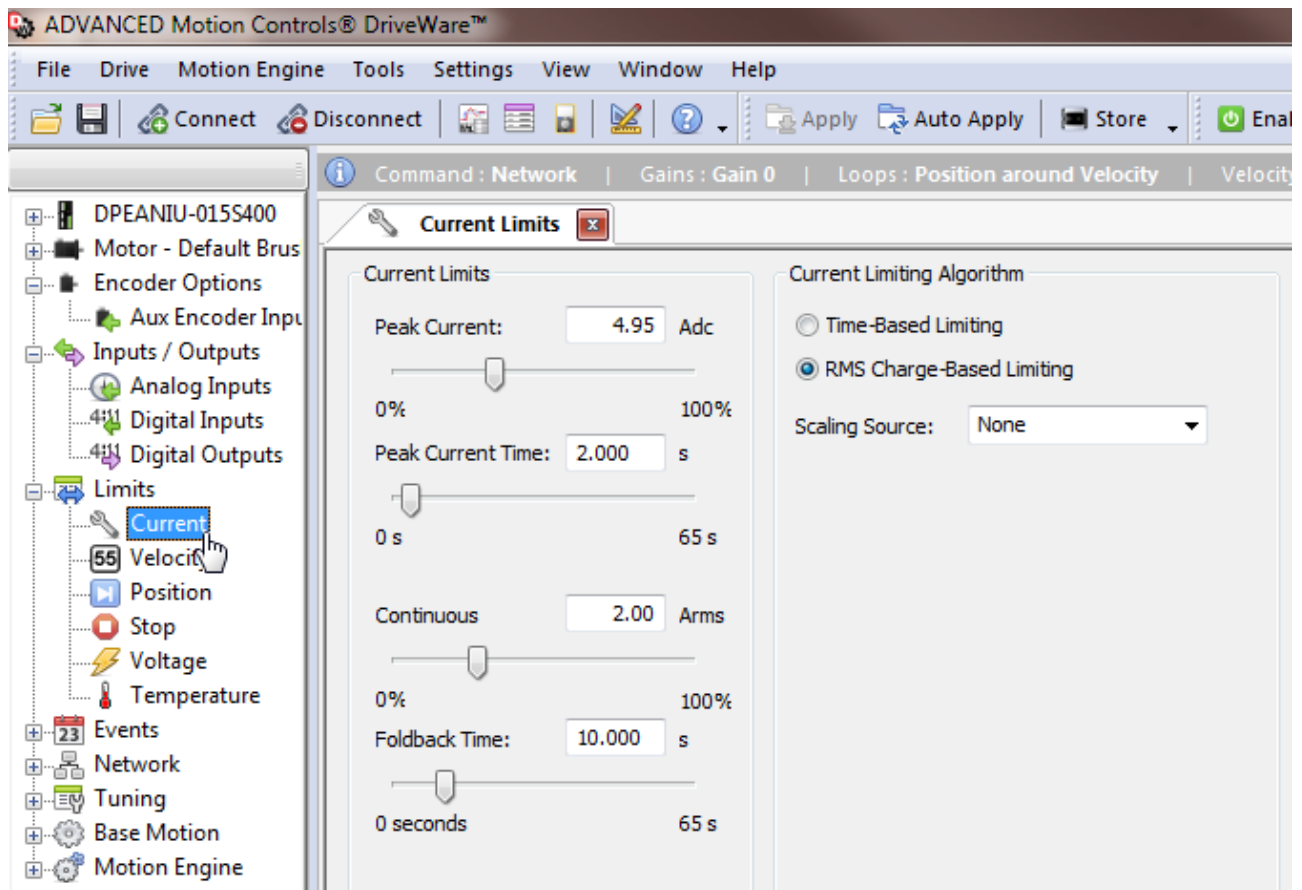 ADVANCED Motion Controls® DriveWare™
File Drive Motion Engine Tools Settings View Window Help
Connect Disconnect Apply Auto Apply Store Enal
Command : Network | Gains : Gain 0 | Loops : Position around Velocity | Velocity
DPEANIU-015S400
Motor - Default Brus
Encoder Options
Aux Encoder Inpu
Inputs / Outputs
Analog Inputs
Digital Inputs
Digital Outputs
Limits
Current
55 Velocit
Position
Stop
Voltage
Temperature
23 Events
Network
Tuning
Base Motion
Motion Engine
Current Limits
Current Limits
Peak Current: 4.95 Adc
0% 100%
Peak Current Time: 2.000 s
0 s 65 s
Continuous 2.00 Arms
0% 100%
Foldback Time: 10.000 s
0 seconds 65 s
Current Limiting Algorithm
Time-Based Limiting
RMS Charge-Based Limiting
Scaling Source: None